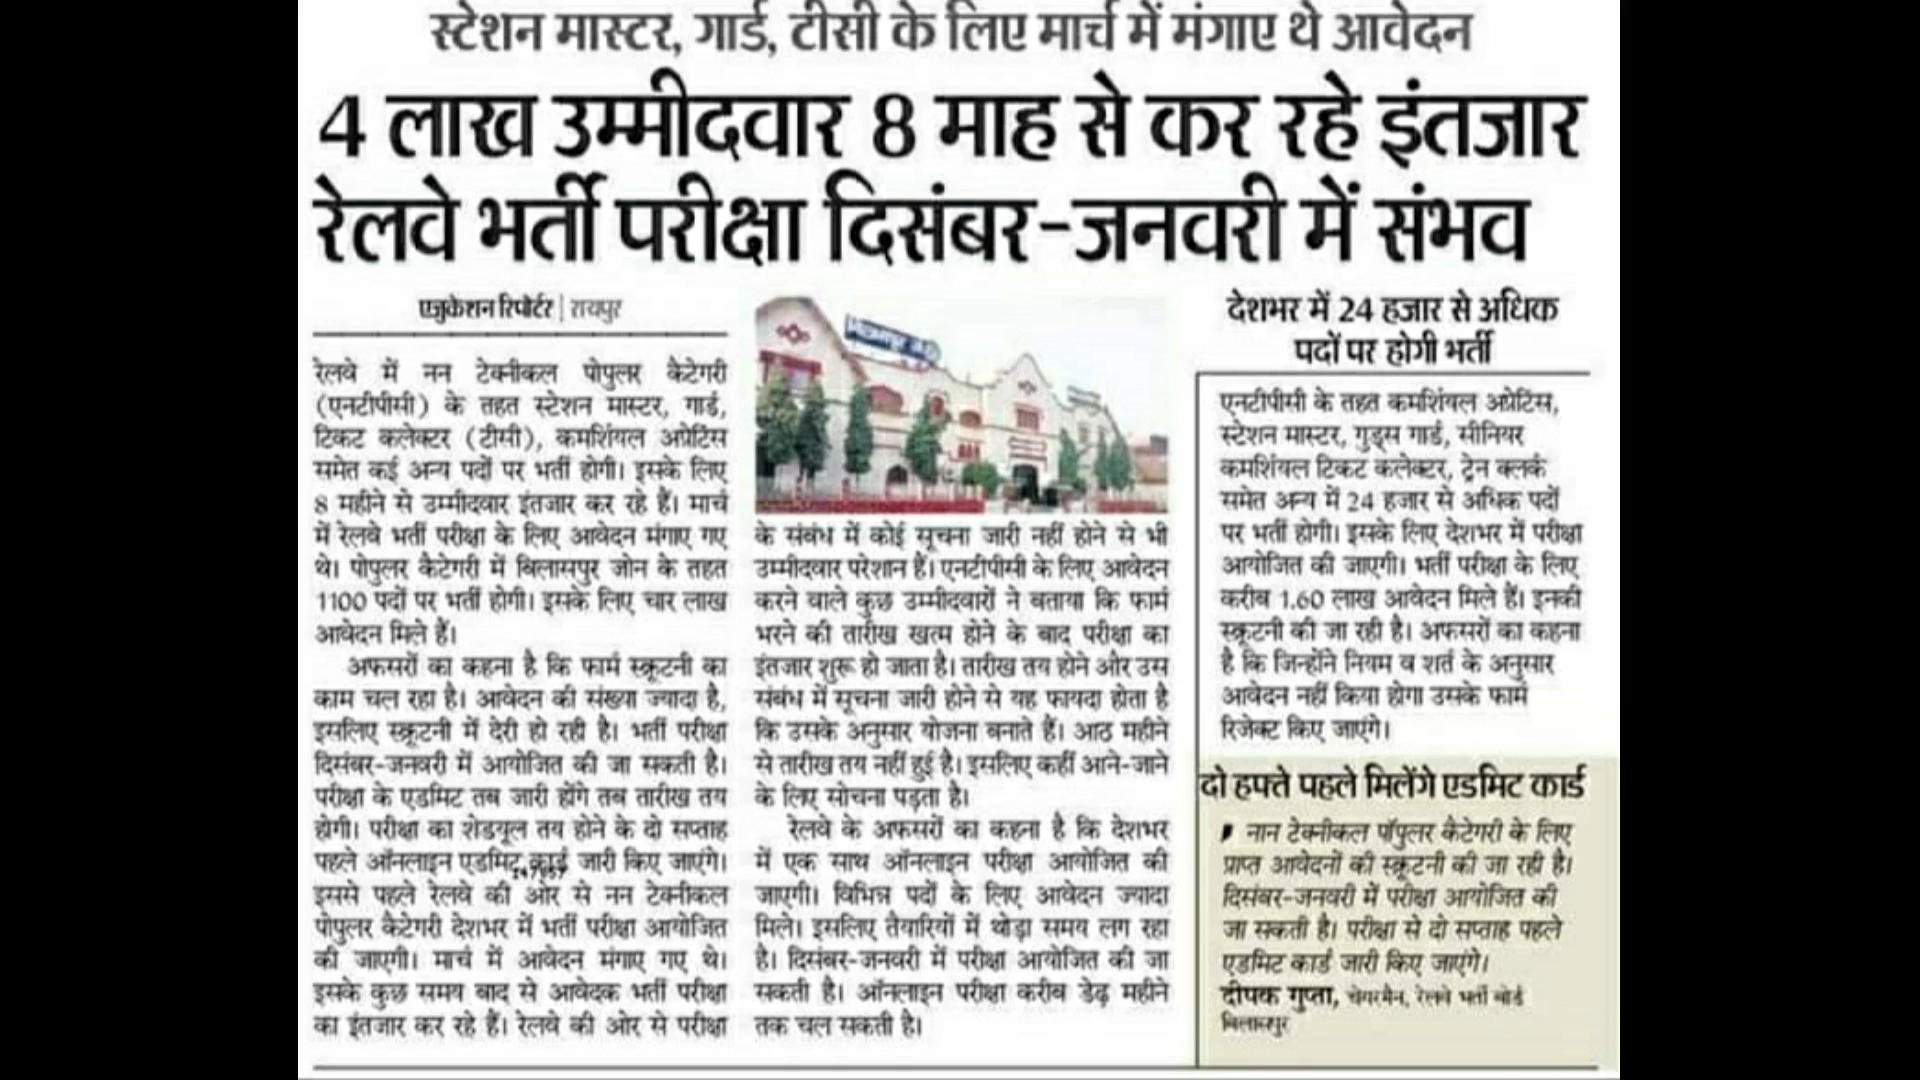 स्टेशन मास्टर, गार्ड, टीसी के लिए मार्च में मंगाए थे आवेदन
4 लाख उम्मीदवार 8 माह से कर रहे इंतजार
रेलवे भर्ती परीक्षा दिसंबर-जनवरी में संभव
एजुकेशन रिपोर्टर | रायपुर
रेलवे में नन टेक्नीकल पोपुलर कैटेगरी
(एनटीपीसी) के तहत स्टेशन मास्टर, गार्ड,
टिकट कलेक्टर (टीसी), कमर्शियल अप्रेटिंस
समेत कई अन्य पदों पर भर्ती होगी। इसके लिए
8 महीने से उम्मीदवार इंतजार कर रहे हैं। मार्च
में रेलवे भर्ती परीक्षा के लिए आवेदन मंगाए गए
थे। पोपुलर कैटेगरी में बिलासपुर जोन के तहत
1100 पदों पर भर्ती होगी। इसके लिए चार लाख
आवेदन मिले हैं।
अफसरों का कहना है कि फार्म स्क्रूटनी का
काम चल रहा है। आवेदन की संख्या ज्यादा है,
इसलिए स्क्रूटनी में देरी हो रही है। भर्ती परीक्षा
दिसंबर-जनवरी में आयोजित की जा सकती है।
परीक्षा के एडमिट तब जारी होंगे तब तारीख तय
होगी। परीक्षा का शेडयूल तय होने के दो सप्ताह
पहले ऑनलाइन एडमिट कार्ड जारी किए जाएंगे।
इससे पहले रेलवे की ओर से नन टेक्नीकल
पोपुलर कैटेगरी देशभर में भर्ती परीक्षा आयोजित
की जाएगी। मार्च में आवेदन मंगाए गए थे।
इसके कुछ समय बाद से आवेदक भर्ती परीक्षा
का इंतजार कर रहे हैं। रेलवे की ओर से परीक्षा
के संबंध में कोई सूचना जारी नहीं होने से भी
उम्मीदवार परेशान हैं। एनटीपीसी के लिए आवेदन
करने वाले कुछ उम्मीदवारों ने बताया कि फार्म
भरने की तारीख खत्म होने के बाद परीक्षा का
इंतजार शुरू हो जाता है। तारीख तय होने और उस
संबंध में सूचना जारी होने से यह फायदा होता है
कि उसके अनुसार योजना बनाते हैं। आठ महीने
से तारीख तय नहीं हुई है। इसलिए कहीं आने-जाने
के लिए सोचना पड़ता है।
रेलवे के अफसरों का कहना है कि देशभर
में एक साथ ऑनलाइन परीक्षा आयोजित की
जाएगी। विभिन्न पदों के लिए आवेदन ज्यादा
मिले। इसलिए तैयारियों में थोड़ा समय लग रहा
है। दिसंबर-जनवरी में परीक्षा आयोजित की जा
सकती है। ऑनलाइन परीक्षा करीब डेढ़ महीने
तक चल सकती है।
देशभर में 24 हजार से अधिक
पदों पर होगी भर्ती
एनटीपीसी के तहत कमर्शियल अप्रेटिंस,
स्टेशन मास्टर, गुड्स गार्ड, सीनियर
कमर्शियल टिकट कलेक्टर, ट्रेन क्लर्क
समेत अन्य में 24 हजार से अधिक पदों
पर भर्ती होगी। इसके लिए देशभर में परीक्षा
आयोजित की जाएगी। भर्ती परीक्षा के लिए
करीब 1.60 लाख आवेदन मिले हैं। इनकी
स्क्रूटनी की जा रही है। अफसरों का कहना
है कि जिन्होंने नियम व शर्त के अनुसार
आवेदन नहीं किया होगा उसके फार्म
रिजेक्ट किए जाएंगे।
दो हफ्ते पहले मिलेंगे एडमिट कार्ड
नान टेक्नीकल पॉपुलर कैटेगरी के लिए
प्राप्त आवेदनों की स्क्रूटनी की जा रही है।
दिसंबर-जनवरी में परीक्षा आयोजित की
जा सकती है। परीक्षा से दो सप्ताह पहले
एडमिट कार्ड जारी किए जाएंगे।
दीपक गुप्ता, चेयरमैन, रेलवे भर्ती बोर्ड
बिलासपुर